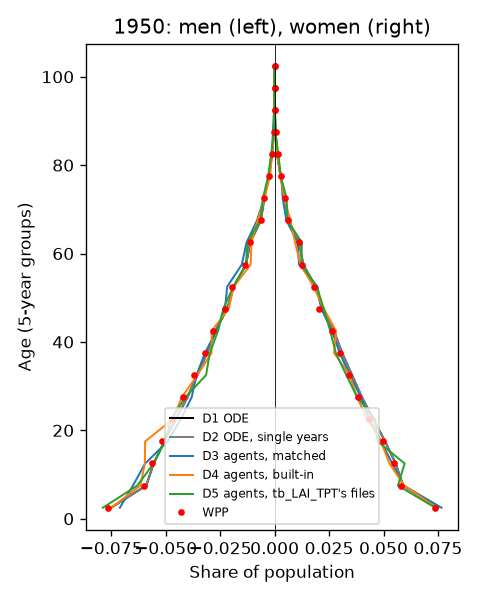 1950: men (left), women (right)
Age (5-year groups)
100
80
60
40
20
0
D1 ODE
D2 ODE, single years
D3 agents, matched
D4 agents, built-in
D5 agents, tb_LAI_TPT's files
WPP
−0.075 −0.050 −0.025 0.000 0.025 0.050 0.075
Share of population